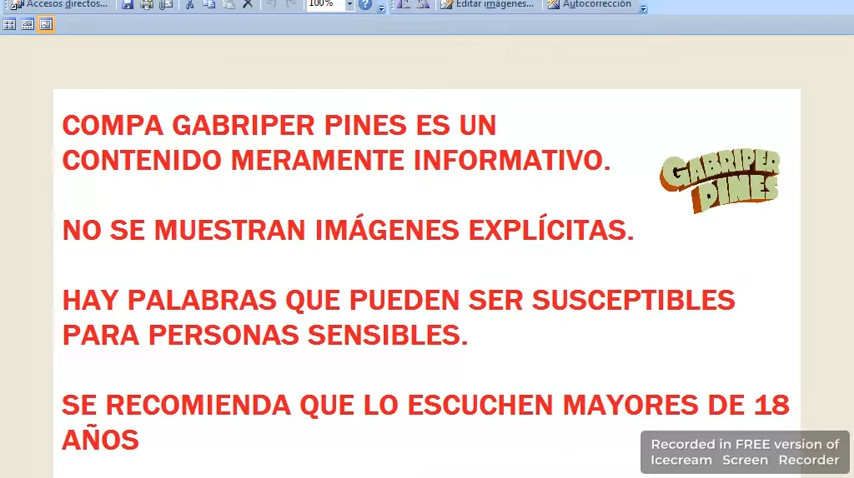 Accesos directos...
100%
Editar imágenes...
Autocorrección
COMPA GABRIPER PINES ES UN
CONTENIDO MERAMENTE INFORMATIVO.
GABRIPER
PINES
NO SE MUESTRAN IMÁGENES EXPLÍCITAS.
HAY PALABRAS QUE PUEDEN SER SUSCEPTIBLES
PARA PERSONAS SENSIBLES.
SE RECOMIENDA QUE LO ESCUCHEN MAYORES DE 18
AÑOS
Recorded in FREE version of
Icecream Screen Recorder